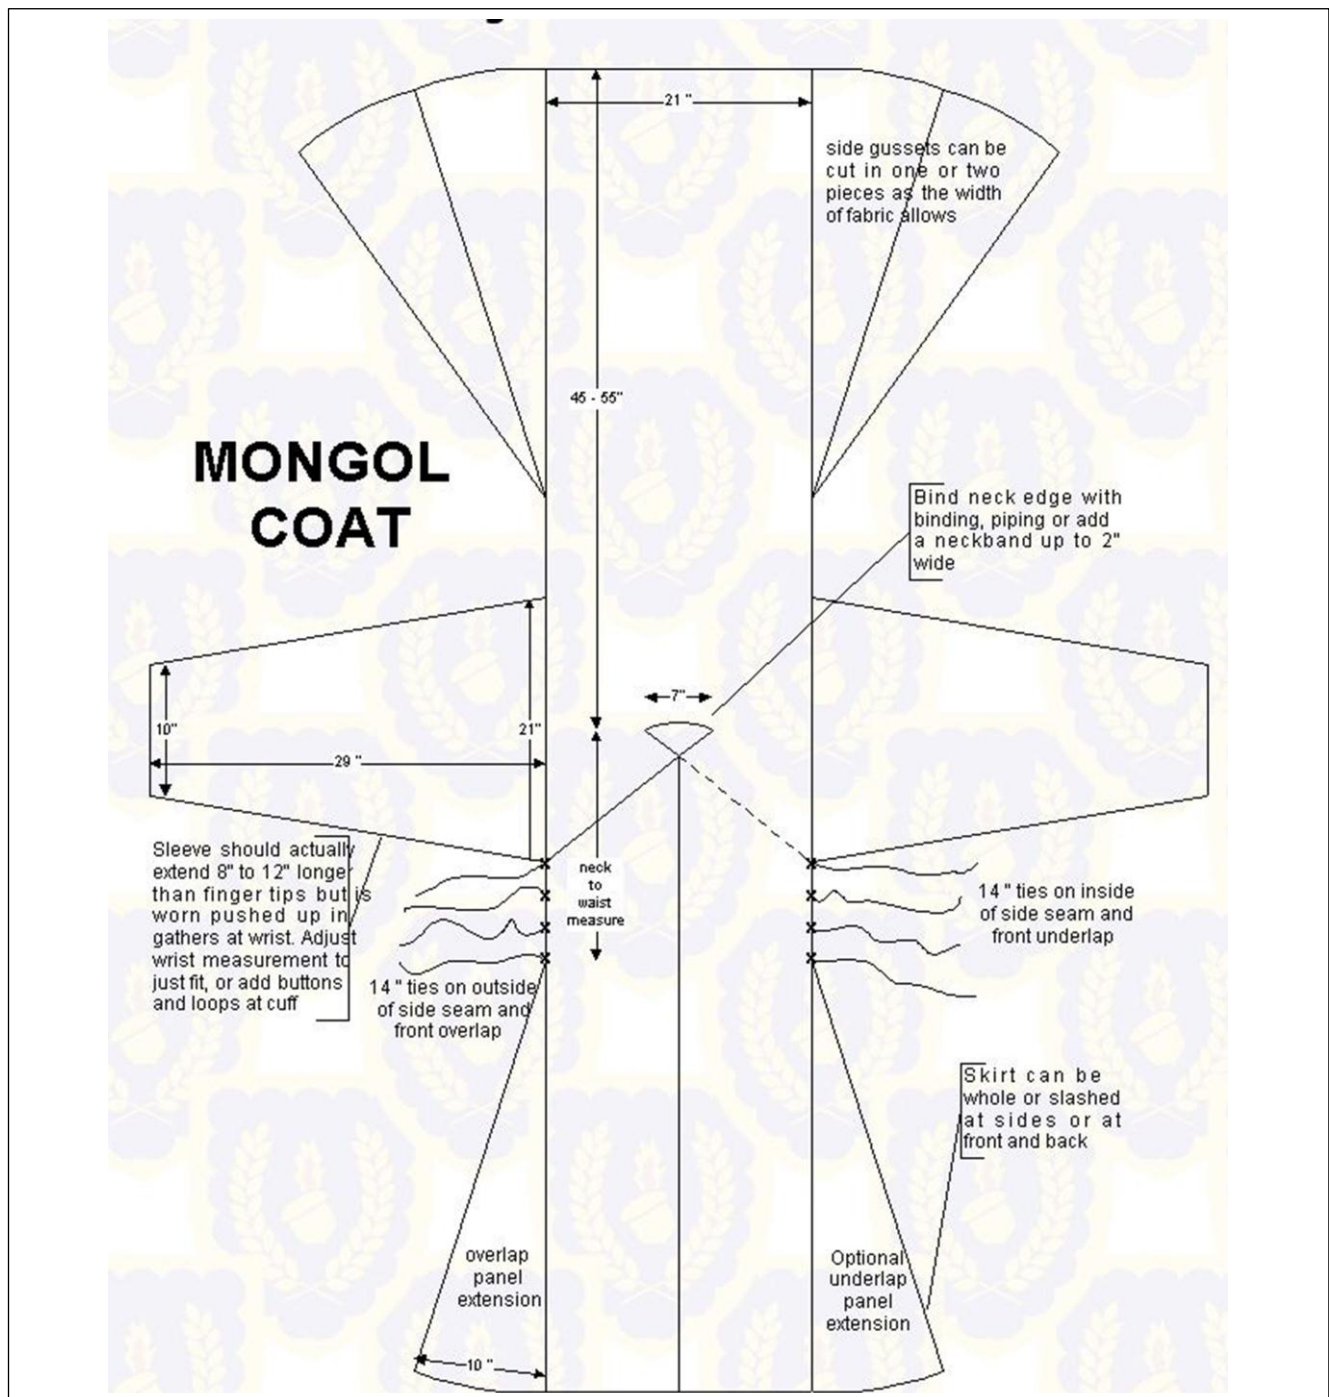 21 "
side gussets can be
cut in one or two
pieces as the width
of fabric allows
45 - 55"
MONGOL
COAT
Bind neck edge with
binding, piping or add
a neckband up to 2"
wide
7"
10"
21"
29 "
Sleeve should actually
extend 8" to 12" longer
than finger tips but is
worn pushed up in
gathers at wrist. Adjust
wrist measurement to
just fit, or add buttons
and loops at cuff
neck
to
waist
measure
14 " ties on inside
of side seam and
front underlap
14 " ties on outside
of side seam and
front overlap
Skirt can be
whole or slashed
at sides or at
front and back
overlap
panel
extension
Optional
underlap
panel
extension
10 "